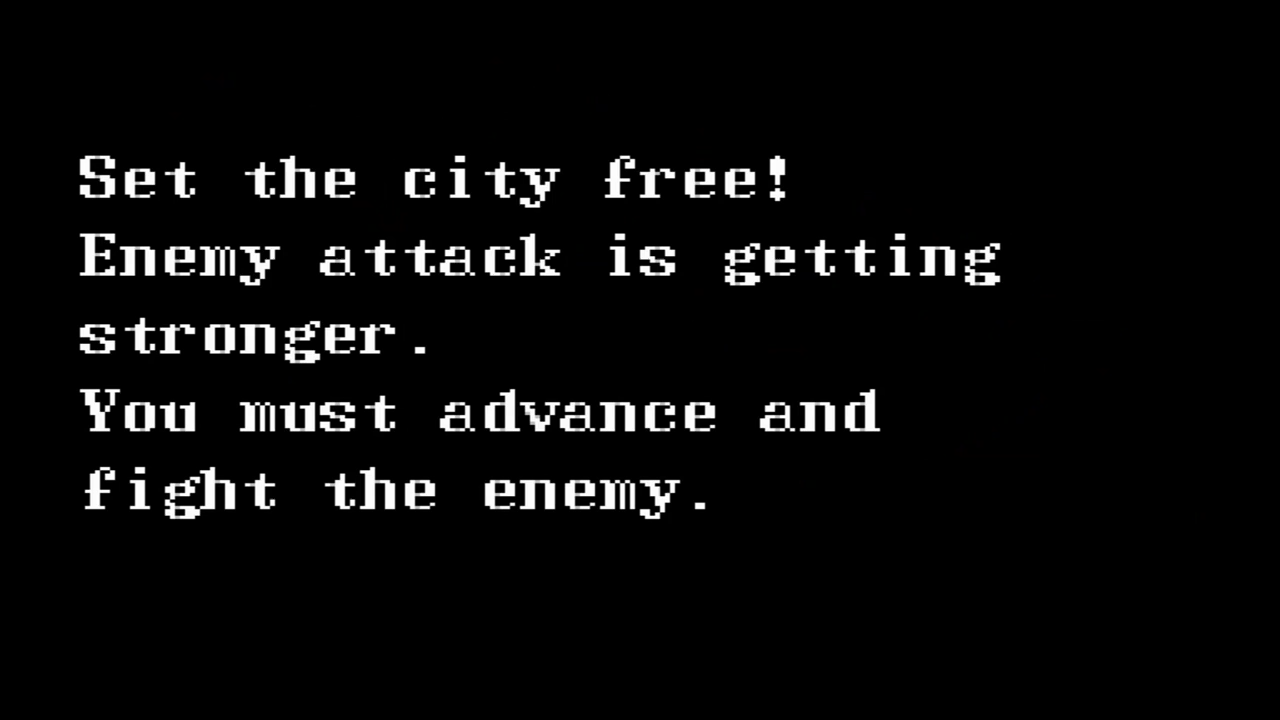 Set the city free!
Enemy attack is getting
stronger.
You must advance and
fight the enemy.